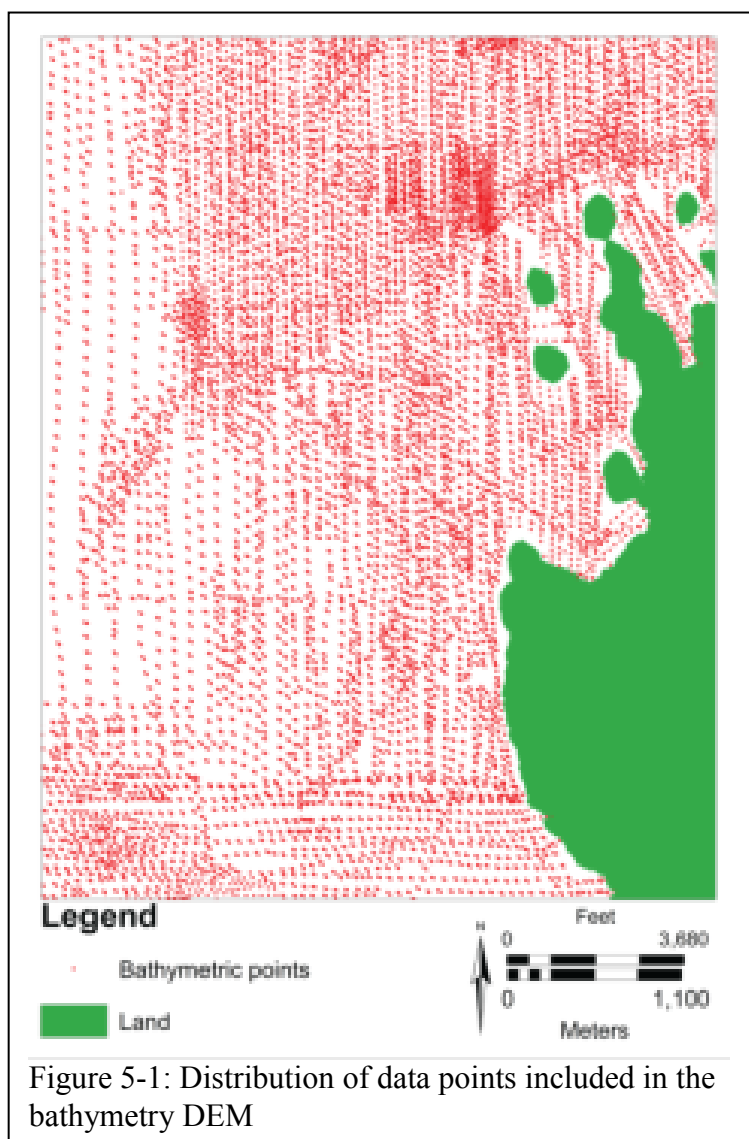 Legend
Bathymetric points
Land
N
Feet
0 3,680
0 1,100
Meters
Figure 5-1: Distribution of data points included in the
bathymetry DEM